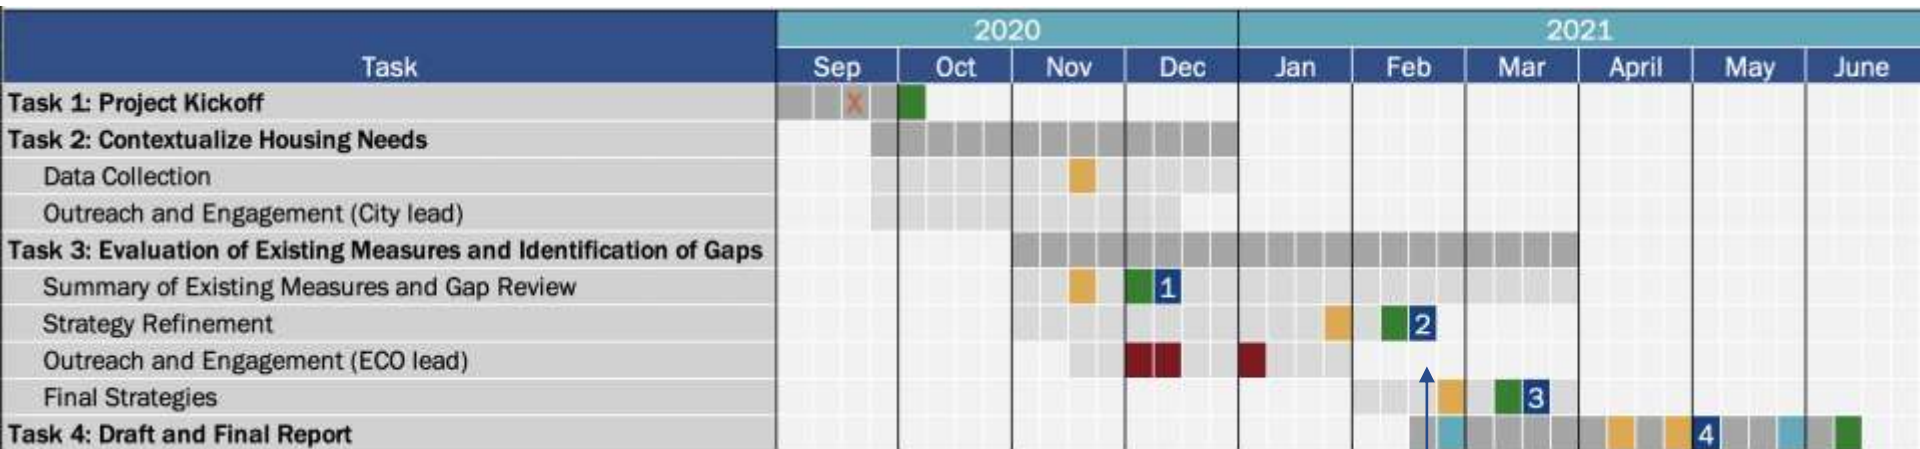 2020 2021
Task Sep Oct Nov Dec Jan Feb Mar April May June
Task 1: Project Kickoff X
Task 2: Contextualize Housing Needs
Data Collection
Outreach and Engagement (City lead)
Task 3: Evaluation of Existing Measures and Identification of Gaps
Summary of Existing Measures and Gap Review 1
Strategy Refinement 2
Outreach and Engagement (ECO lead)
Final Strategies 3
Task 4: Draft and Final Report 4